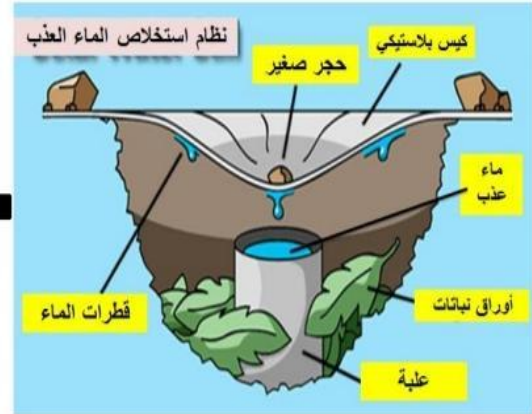 نظام استخلاص الماء العذب
كيس بلاستيكي
حجر صغير
ماء
عذب
قطرات الماء
أوراق نباتات
علبة